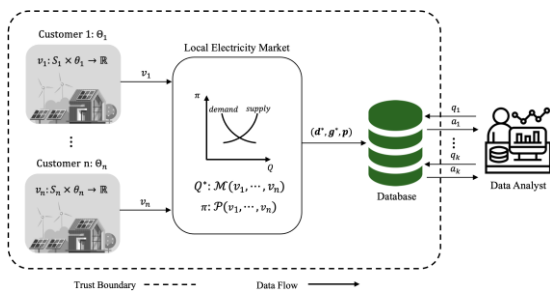 Customer 1: Θ₁
v₁: S₁ × θ₁ → ℝ
v₁
⋮
Customer n: Θₙ
vₙ: Sₙ × θₙ → ℝ
vₙ
Local Electricity Market
π
demand supply
Q
Q*: ℳ(v₁, ⋯, vₙ)
π: 𝒫(v₁, ⋯, vₙ)
(d*, g*, p)
Database
q₁
a₁
⋮
qₖ
aₖ
Data Analyst
Trust Boundary
Data Flow